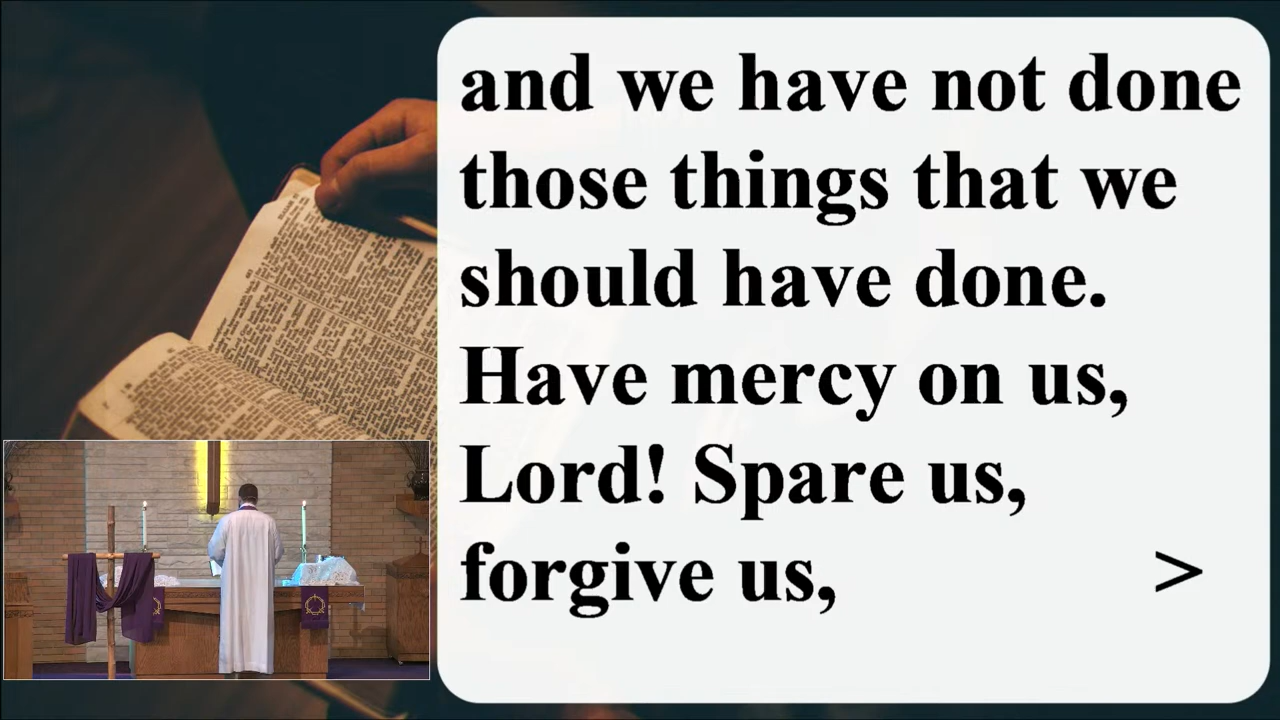 and we have not done
those things that we
should have done.
Have mercy on us,
Lord! Spare us,
forgive us, >